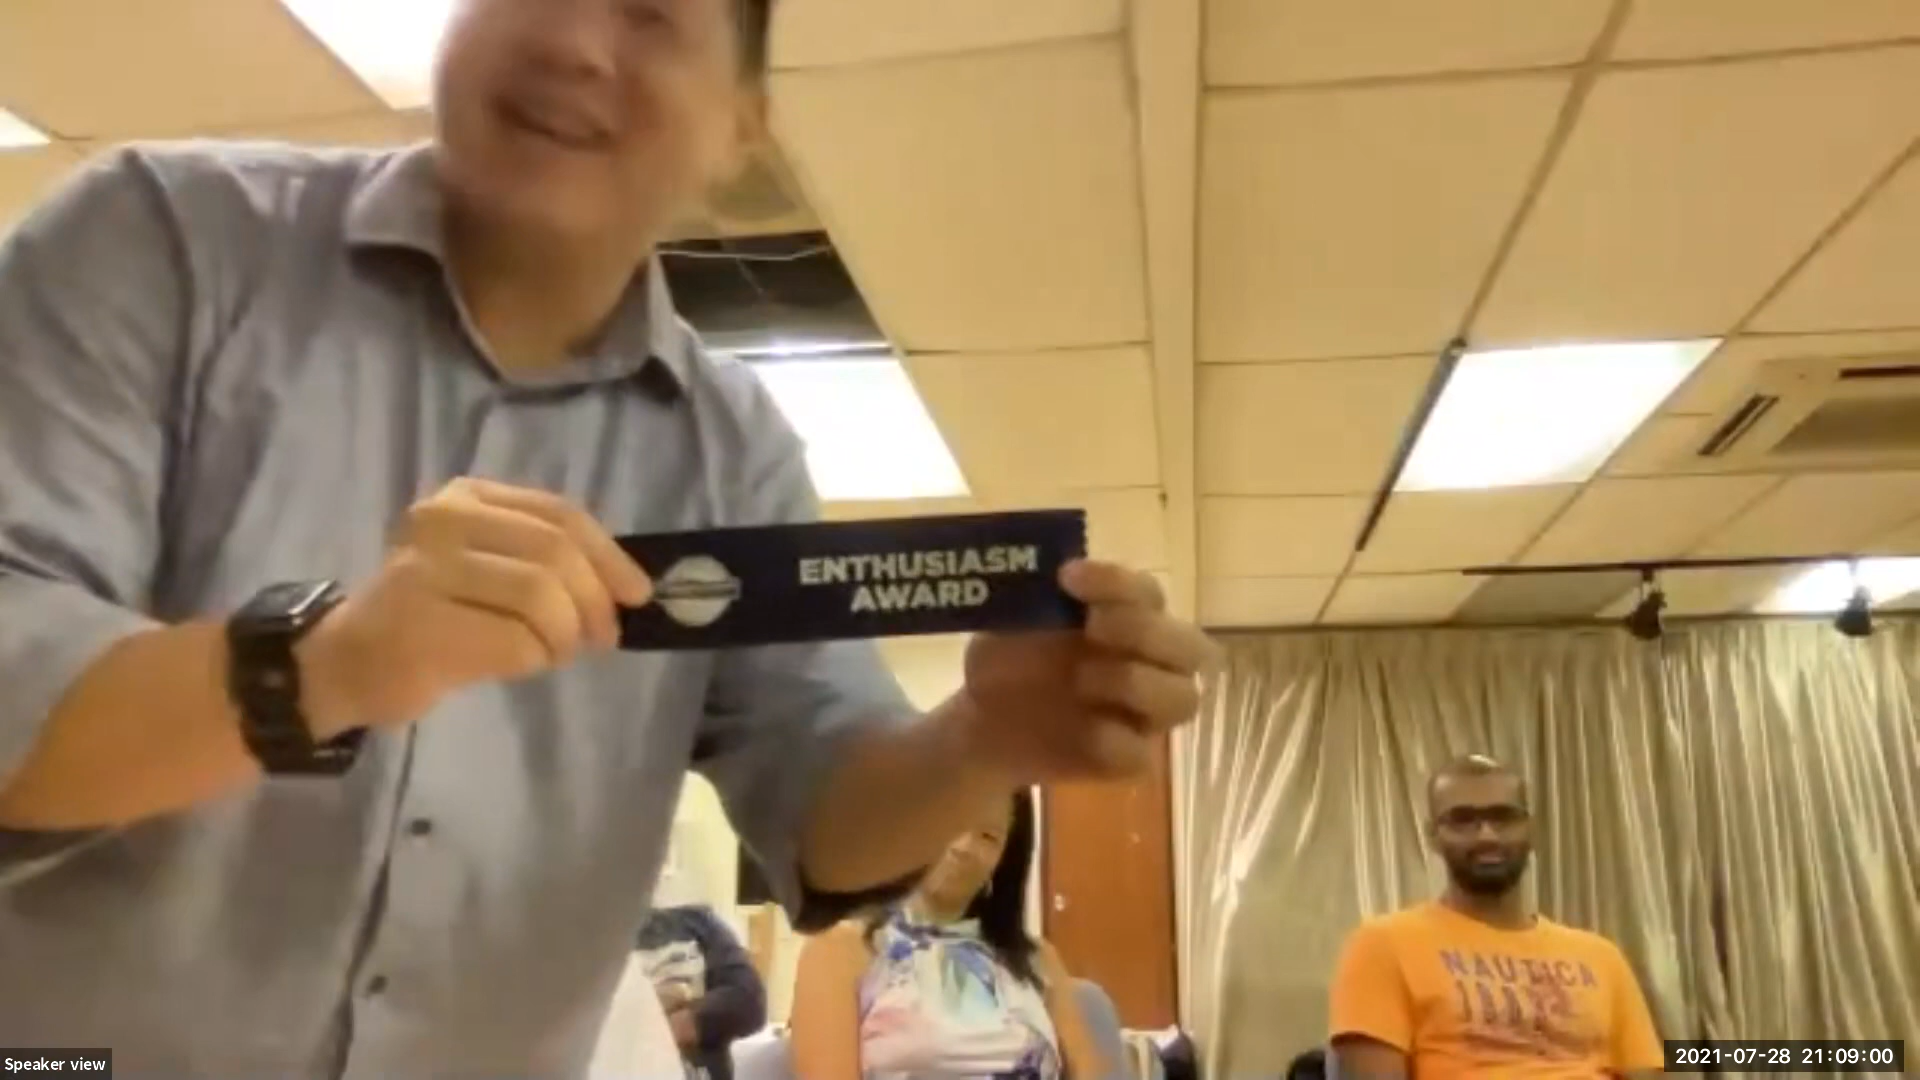 ENTHUSIASM
AWARD
NAUTICA
Speaker view
2021-07-28 21:09:00